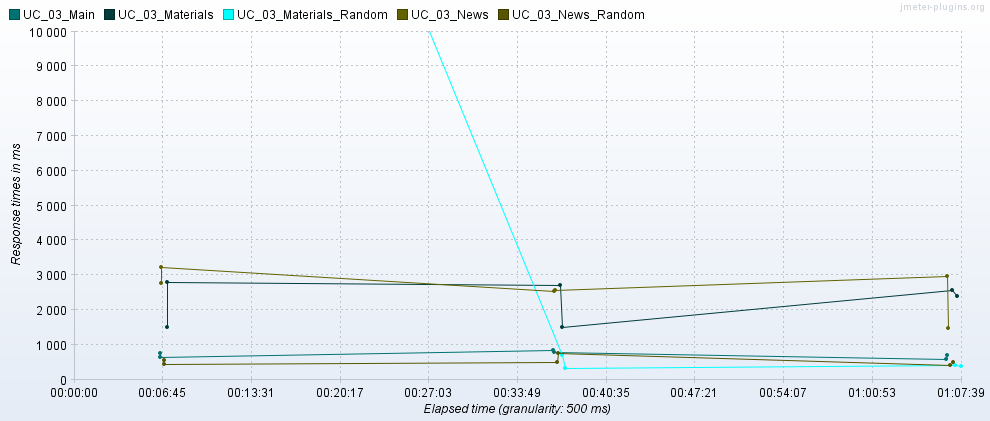 jmeter-plugins.org
UC_03_Main UC_03_Materials UC_03_Materials_Random UC_03_News UC_03_News_Random
10 000
9 000
8 000
7 000
6 000
5 000
4 000
3 000
2 000
1 000
0
Response times in ms
00:00:00 00:06:45 00:13:31 00:20:17 00:27:03 00:33:49 00:40:35 00:47:21 00:54:07 01:00:53 01:07:39
Elapsed time (granularity: 500 ms)